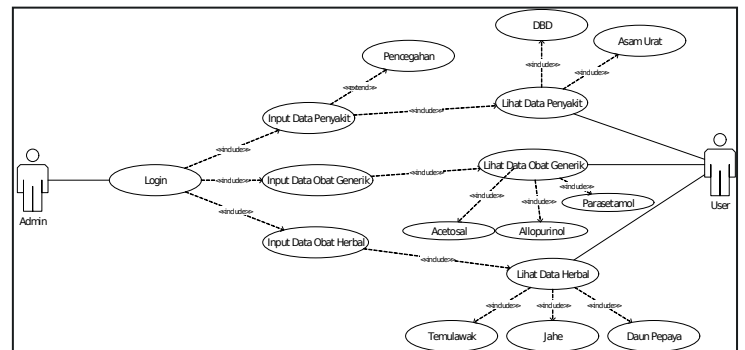 DBD
Asam Urat
Pencegahan
<<include>>
<<include>>
<<extend>>
Lihat Data Penyakit
<<include>>
Input Data Penyakit
<<include>>
Lihat Data Obat Generik
<<include>>
Login
<<include>>
Input Data Obat Generik
<<include>>
<<include>>
<<include>>
Parasetamol
Admin
User
<<include>>
Acetosal
Allopurinol
Input Data Obat Herbal
<<include>>
Lihat Data Herbal
<<include>>
<<include>>
<<include>>
Temulawak
Jahe
Daun Pepaya